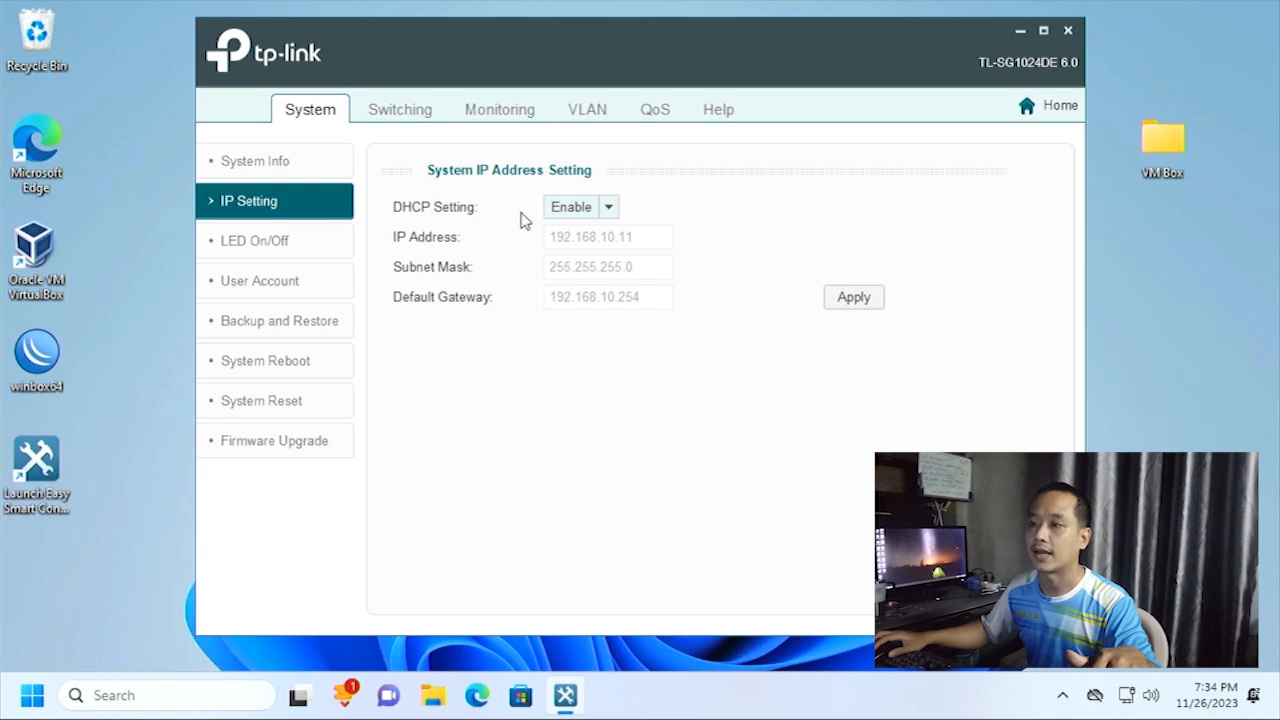 Recycle Bin
Microsoft
Edge
Oracle VM
VirtualBox
winbox64
Launch Easy
Smart Con...
tp-link
TL-SG1024DE 6.0
System
Switching
Monitoring
VLAN
QoS
Help
Home
System Info
IP Setting
LED On/Off
User Account
Backup and Restore
System Reboot
System Reset
Firmware Upgrade
System IP Address Setting
DHCP Setting: Enable
IP Address: 192.168.10.11
Subnet Mask: 255.255.255.0
Default Gateway: 192.168.10.254
Apply
VM Box
Search
1
7:34 PM
11/26/2023